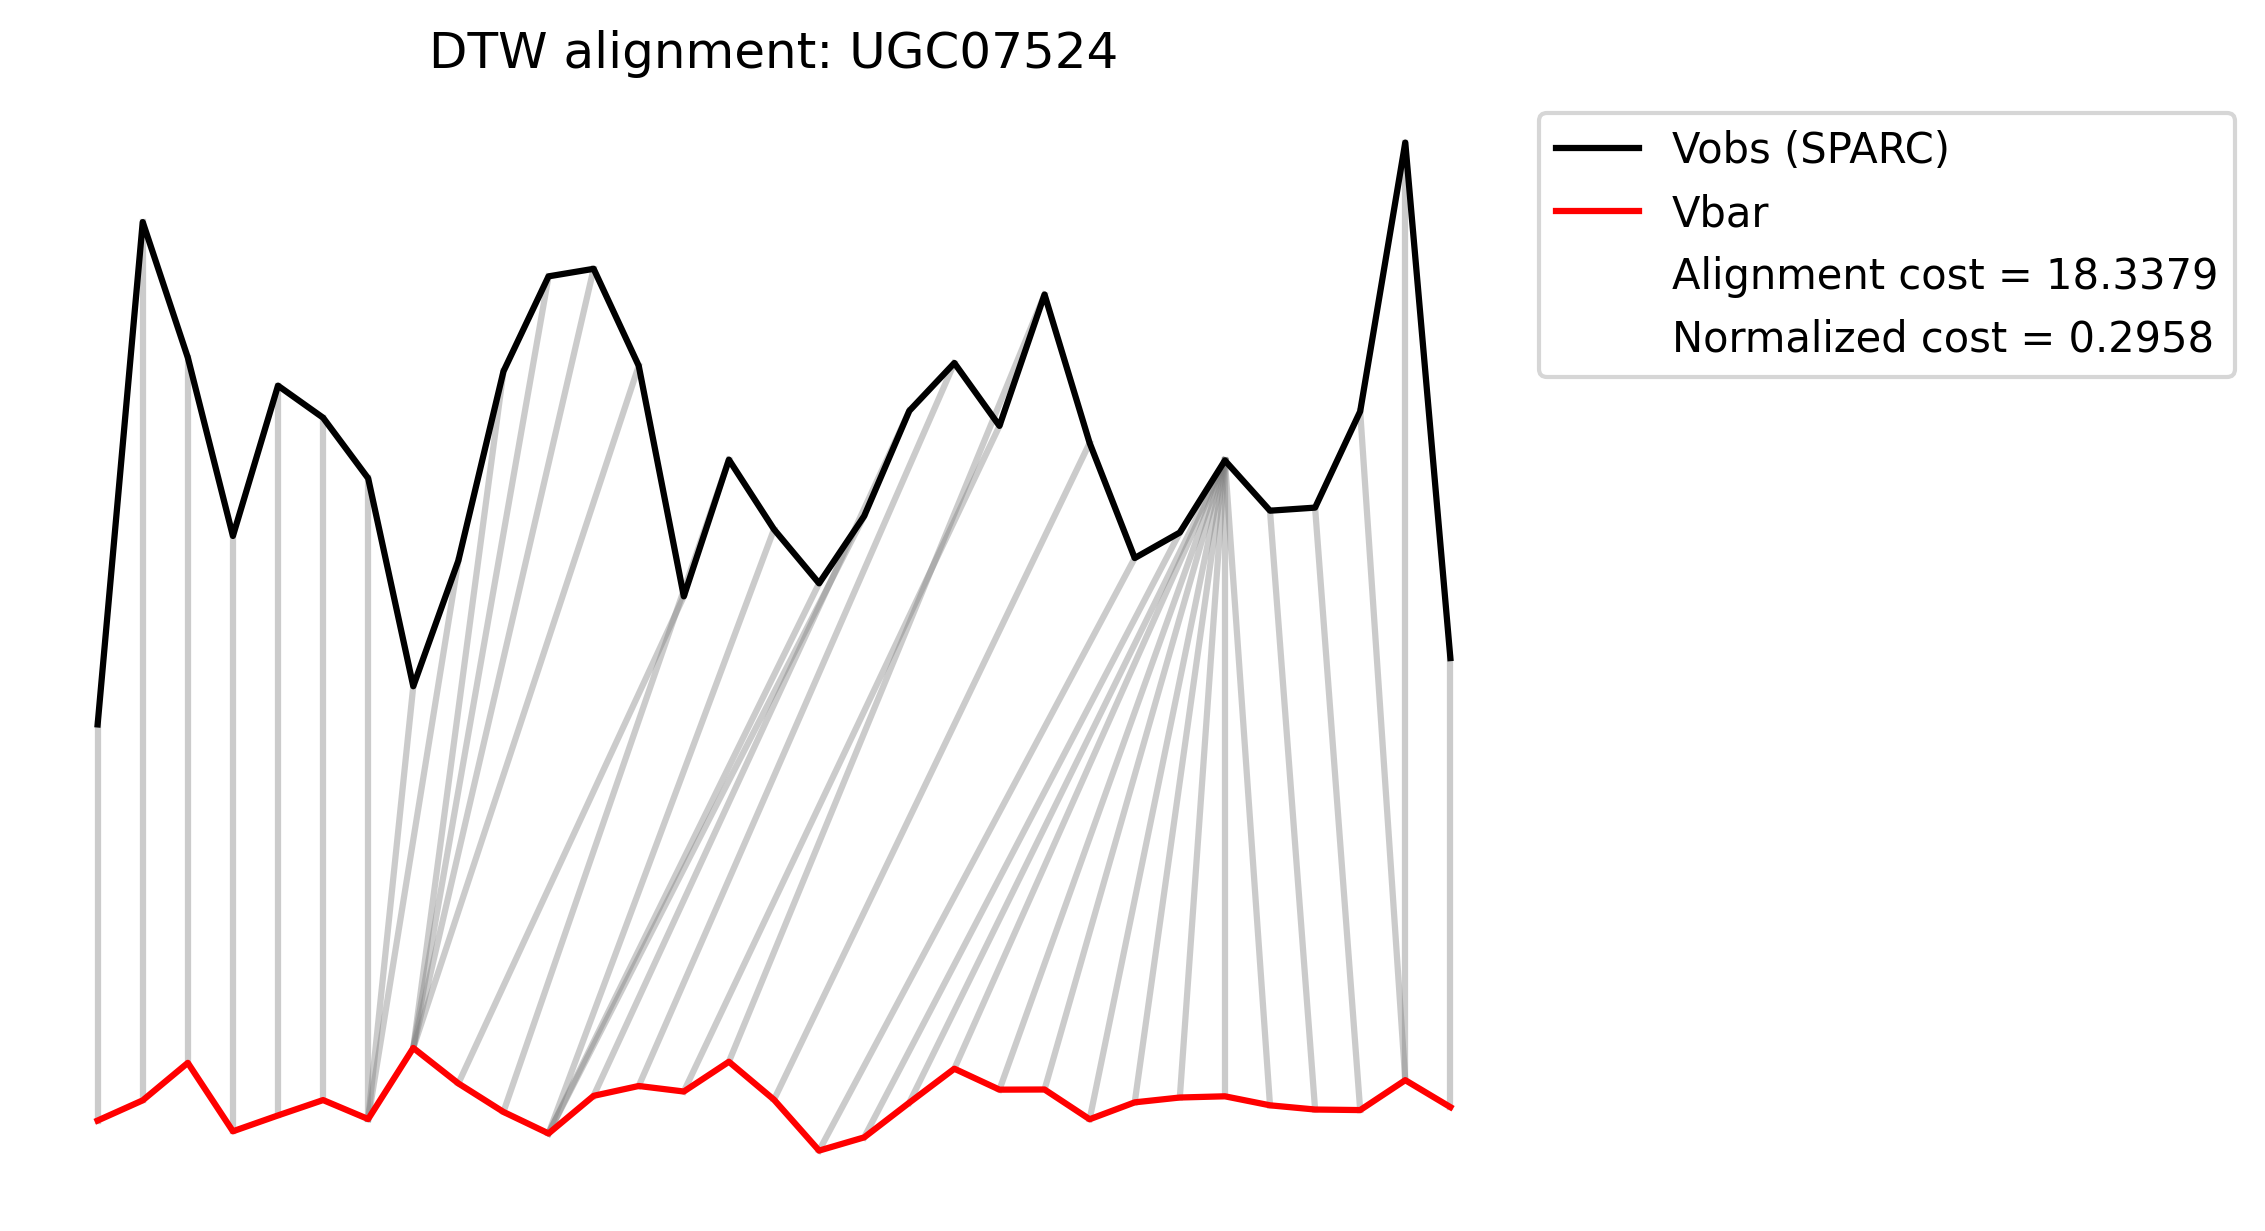 DTW alignment: UGC07524
Vobs (SPARC)
Vbar
Alignment cost = 18.3379
Normalized cost = 0.2958